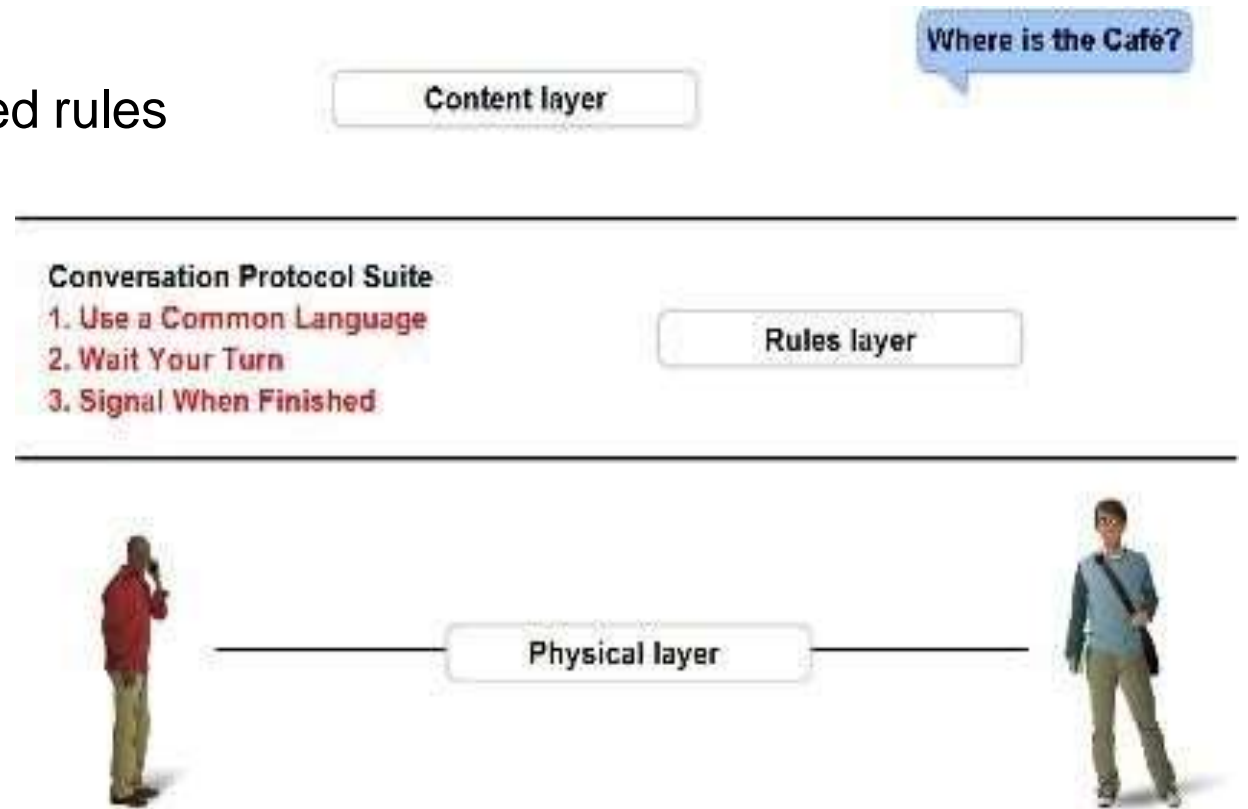 Where is the Café?
ed rules
Content layer
Conversation Protocol Suite
1. Use a Common Language
2. Wait Your Turn
3. Signal When Finished
Rules layer
Physical layer